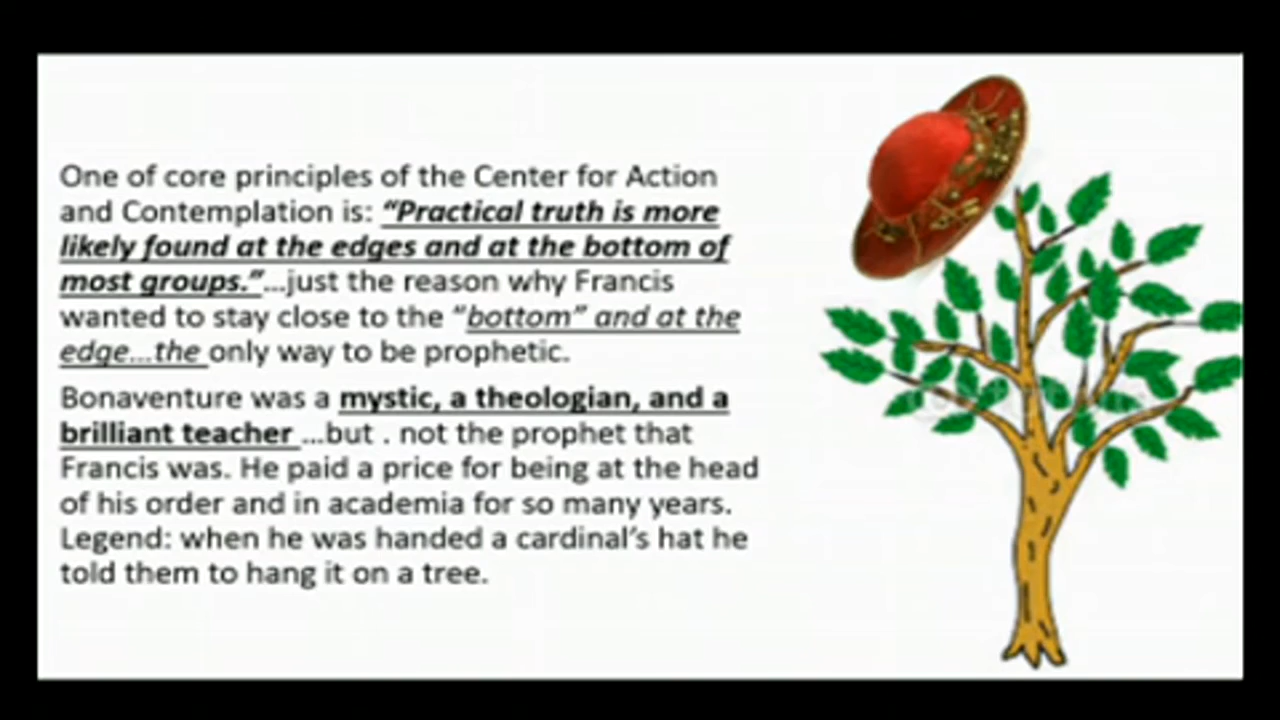 One of core principles of the Center for Action
and Contemplation is: “Practical truth is more
likely found at the edges and at the bottom of
most groups.”...just the reason why Francis
wanted to stay close to the “bottom” and at the
edge...the only way to be prophetic.
Bonaventure was a mystic, a theologian, and a
brilliant teacher ...but . not the prophet that
Francis was. He paid a price for being at the head
of his order and in academia for so many years.
Legend: when he was handed a cardinal’s hat he
told them to hang it on a tree.